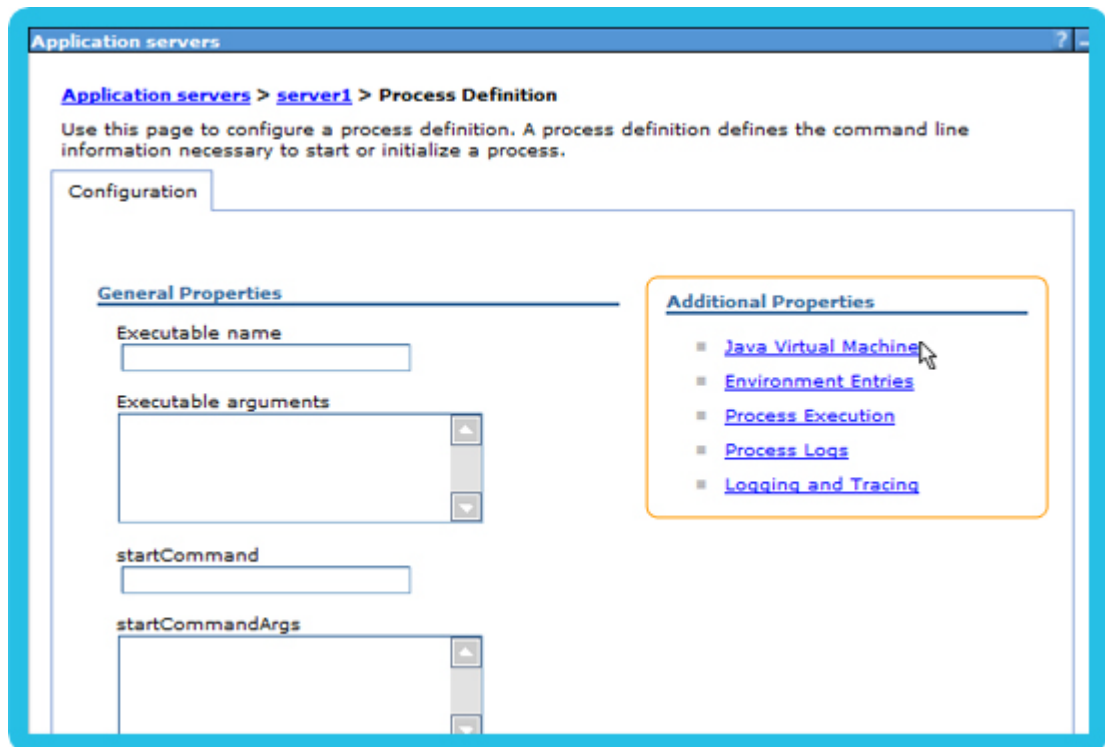 Application servers ? -
Application servers > server1 > Process Definition
Use this page to configure a process definition. A process definition defines the command line
information necessary to start or initialize a process.
Configuration
General Properties
Executable name
Executable arguments
startCommand
startCommandArgs
Additional Properties
Java Virtual Machine
Environment Entries
Process Execution
Process Logs
Logging and Tracing